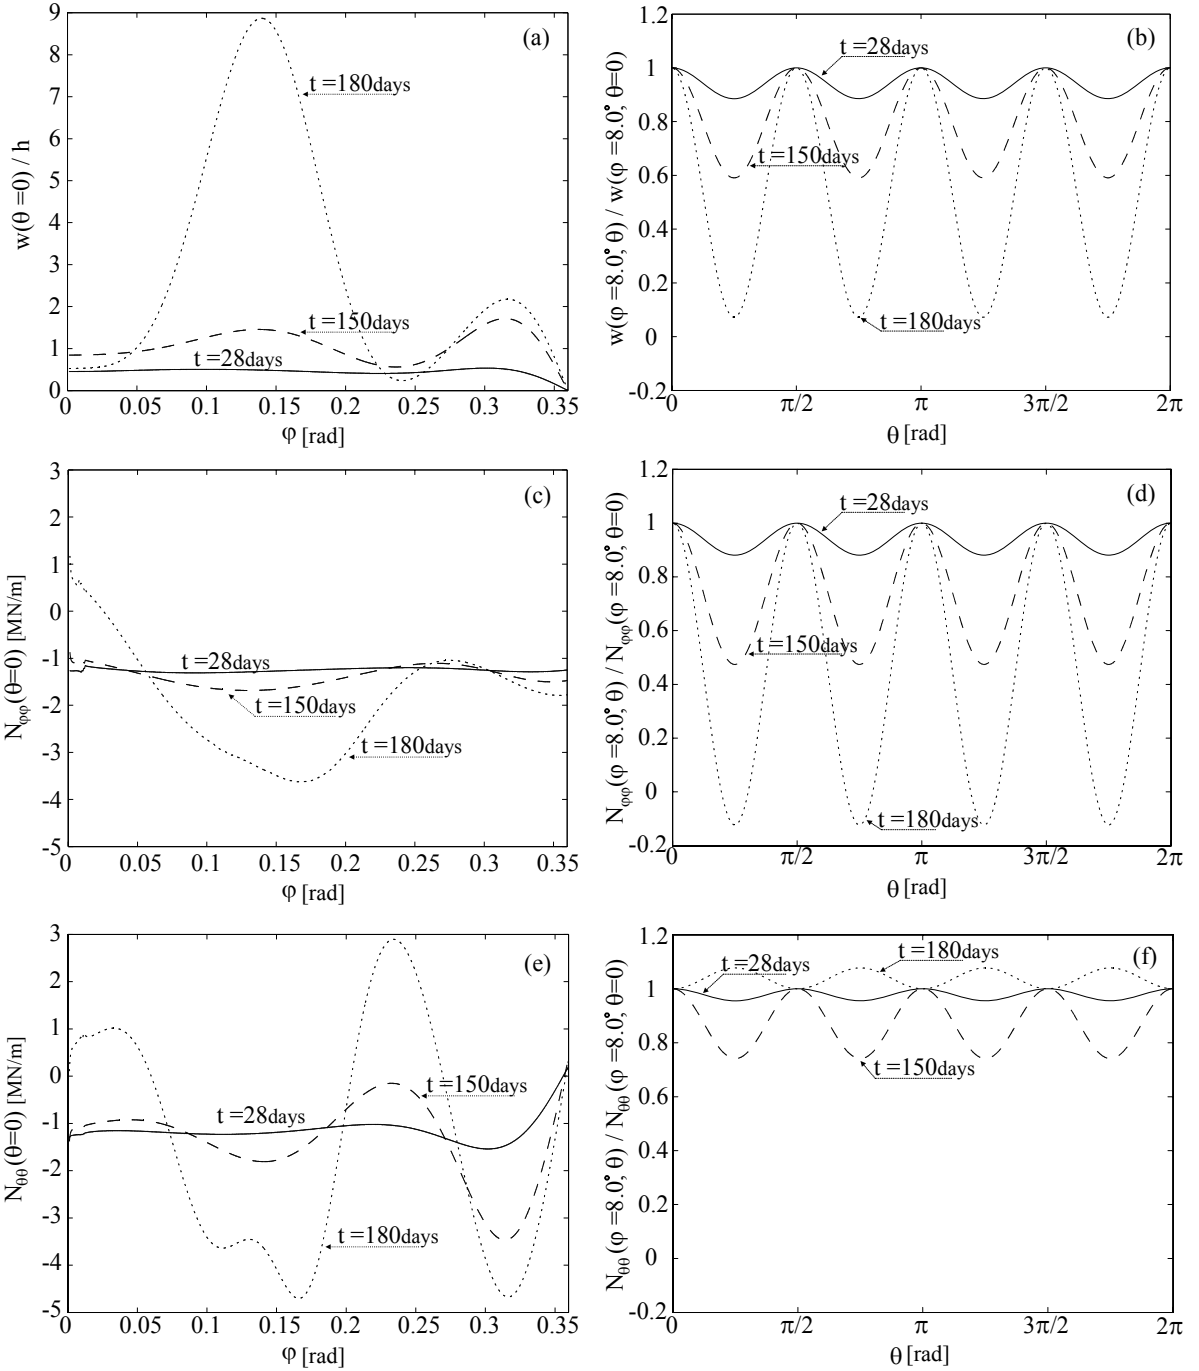 (a)
w(θ =0) / h
9
8
7
6
5
4
3
2
1
0
t =180days
t =150days
t =28days
0 0.05 0.1 0.15 0.2 0.25 0.3 0.35
φ [rad]
(b)
w(φ =8.0°, θ) / w(φ =8.0°, θ=0)
1.2
1
0.8
0.6
0.4
0.2
0
-0.2
t =28days
t =150days
t =180days
0 π/2 π 3π/2 2π
θ [rad]
(c)
Nφφ(θ=0) [MN/m]
3
2
1
0
-1
-2
-3
-4
-5
t =28days
t =150days
t =180days
0 0.05 0.1 0.15 0.2 0.25 0.3 0.35
φ [rad]
(d)
Nφφ(φ =8.0°, θ) / Nφφ(φ =8.0°, θ=0)
1.2
1
0.8
0.6
0.4
0.2
0
-0.2
t =28days
t =150days
t =180days
0 π/2 π 3π/2 2π
θ [rad]
(e)
Nθθ(θ=0) [MN/m]
3
2
1
0
-1
-2
-3
-4
-5
t =150days
t =28days
t =180days
0 0.05 0.1 0.15 0.2 0.25 0.3 0.35
φ [rad]
(f)
Nθθ(φ =8.0°, θ) / Nθθ(φ =8.0°, θ=0)
1.2
1
0.8
0.6
0.4
0.2
0
-0.2
t =180days
t =28days
t =150days
0 π/2 π 3π/2 2π
θ [rad]